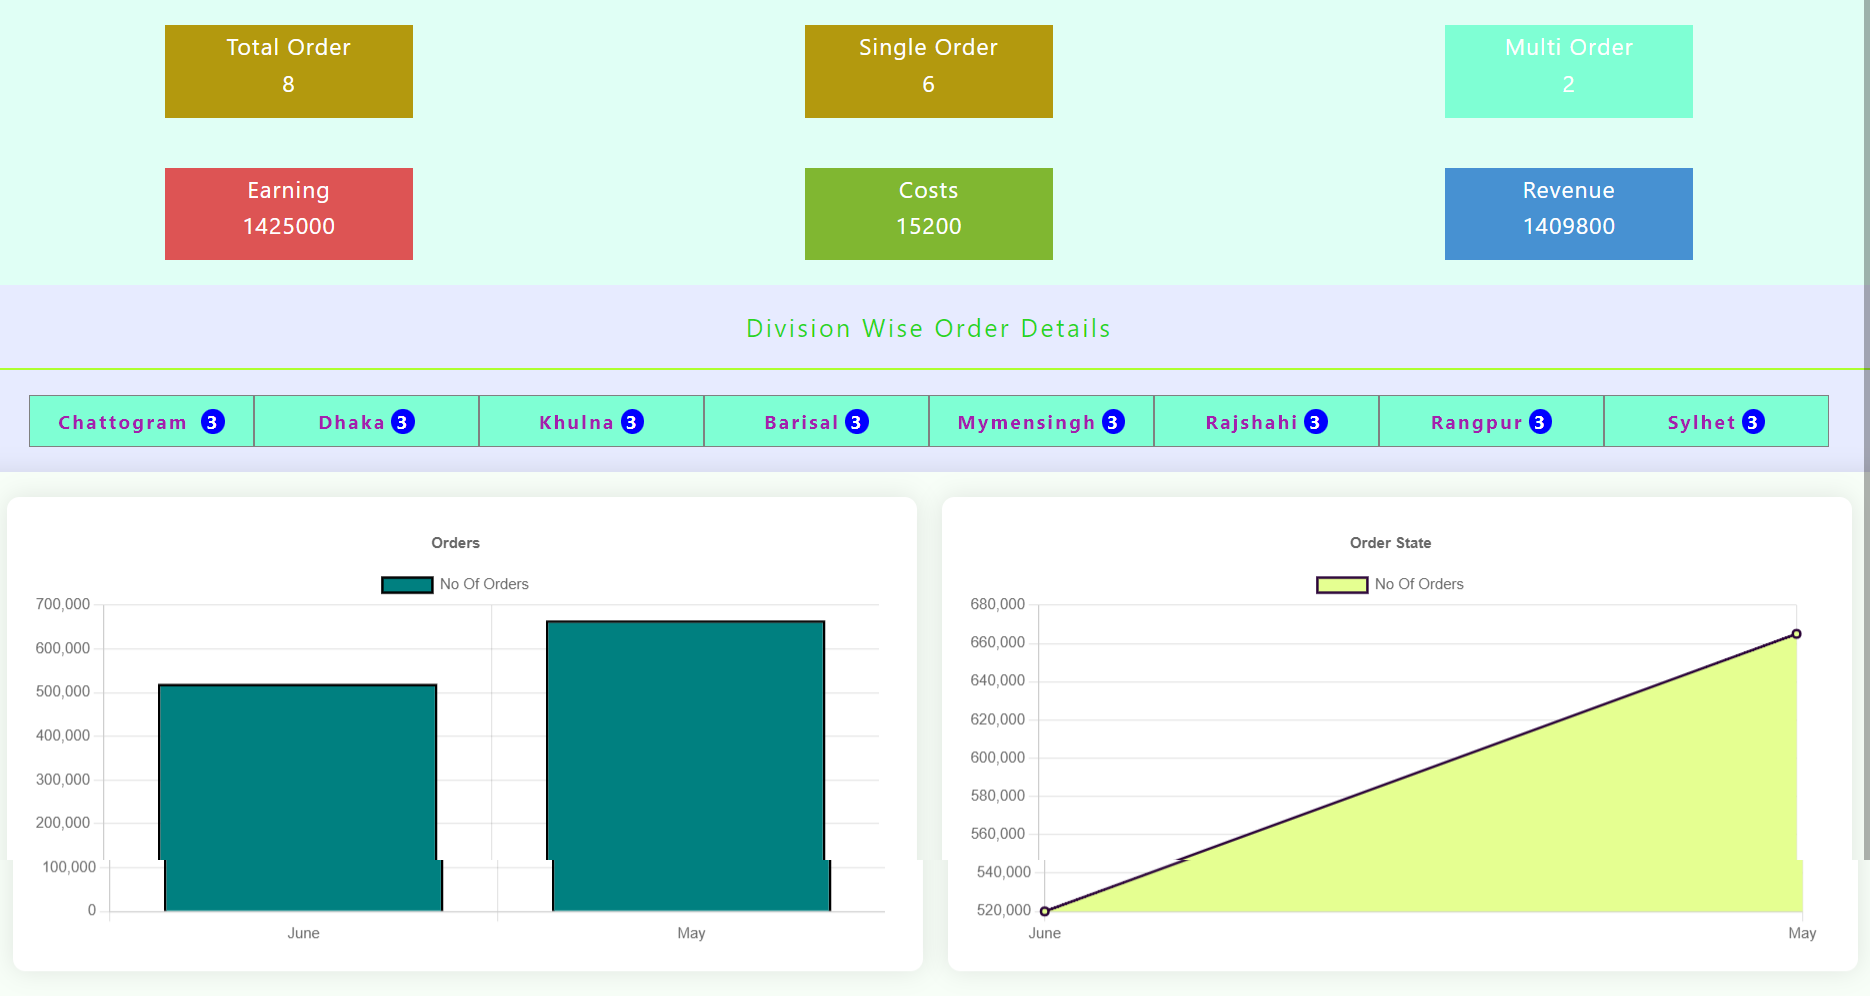 Total Order
8
Single Order
6
Multi Order
2
Earning
1425000
Costs
15200
Revenue
1409800
Division Wise Order Details
Chattogram 3
Dhaka 3
Khulna 3
Barisal 3
Mymensingh 3
Rajshahi 3
Rangpur 3
Sylhet 3
Orders
No Of Orders
700,000
600,000
500,000
400,000
300,000
200,000
100,000
0
June
May
Order State
No Of Orders
680,000
660,000
640,000
620,000
600,000
580,000
560,000
540,000
520,000
June
May